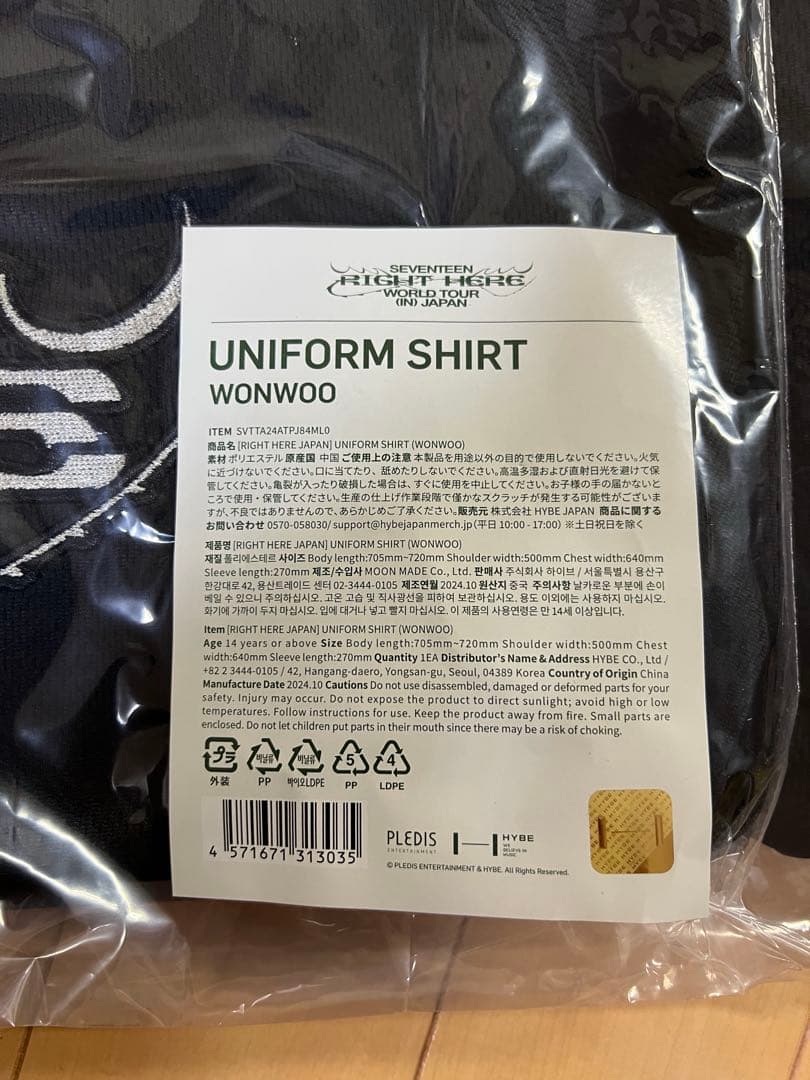 SEVENTEEN
RIGHT HERE
WORLD TOUR
(IN) JAPAN
UNIFORM SHIRT
WONWOO
ITEM SVTTA24ATPJ84ML0
商品名 [RIGHT HERE JAPAN] UNIFORM SHIRT (WONWOO)
素材 ポリエステル 原産国 中国 ご使用上の注意 本製品を用途以外の目的で使用しないでください。火気
に近づけないでください。口に当てたり、舐めたりしないでください。高温多湿および直射日光を避けて保
管してください。亀裂が入ったり破損した場合は、すぐに使用を中止してください。お子様の手の届かないと
ころで使用・保管してください。生産の仕上げ作業段階で僅かなスクラッチが発生する可能性がございま
すが、不良ではありませんので、あらかじめご了承ください。販売元 株式会社 HYBE JAPAN 商品に関する
お問い合わせ 0570-058030/ support@hybejapanmerch.jp(平日 10:00 - 17:00) ※土日祝日を除く
제품명 [RIGHT HERE JAPAN] UNIFORM SHIRT (WONWOO)
재질 폴리에스테르 사이즈 Body length:705mm~720mm Shoulder width:500mm Chest width:640mm
Sleeve length:270mm 제조/수입사 MOON MADE Co., Ltd. 판매사 주식회사 하이브 / 서울특별시 용산구
한강대로 42, 용산트레이드 센터 02-3444-0105 제조연월 2024.10 원산지 중국 주의사항 날카로운 부분에 손이
베일 수 있으니 주의하십시오. 고온 고습 및 직사광선을 피하여 보관하십시오. 용도 이외에는 사용하지 마십시오.
화기에 가까이 두지 마십시오. 입에 대거나 넣고 빨지 마십시오. 이 제품의 사용연령은 만 14세 이상입니다.
Item [RIGHT HERE JAPAN] UNIFORM SHIRT (WONWOO)
Age 14 years or above Size Body length:705mm~720mm Shoulder width:500mm Chest
width:640mm Sleeve length:270mm Quantity 1EA Distributor's Name & Address HYBE CO., Ltd /
+82 2 3444-0105 / 42, Hangang-daero, Yongsan-gu, Seoul, 04389 Korea Country of Origin China
Manufacture Date 2024.10 Cautions Do not use disassembled, damaged or deformed parts for your
safety. Injury may occur. Do not expose the product to direct sunlight; avoid high or low
temperatures. Follow instructions for use. Keep the product away from fire. Small parts are
enclosed. Do not let children put parts in their mouth since there may be a risk of choking.
プラ 비닐류 비닐류 5 4
外装 PP 바이오LDPE PP LDPE
4 571671 313035
PLEDIS
ENTERTAINMENT
HYBE
WE
BELIEVE IN
MUSIC
© PLEDIS ENTERTAINMENT & HYBE. All Rights Reserved.